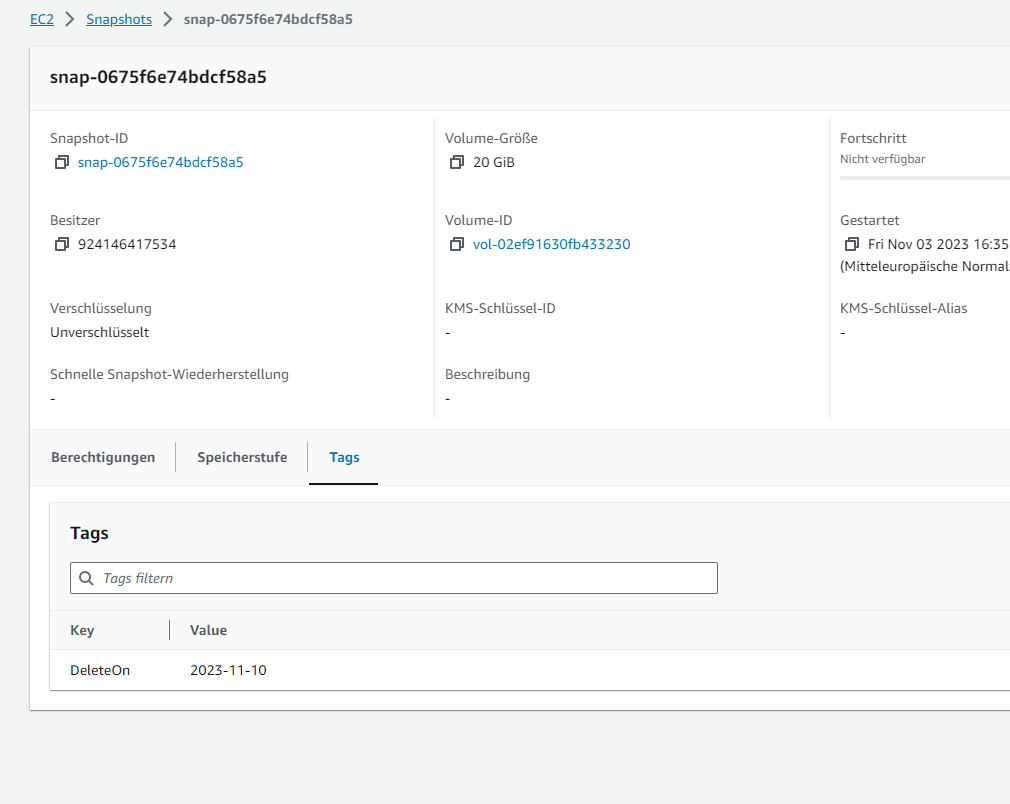 EC2 > Snapshots > snap-0675f6e74bdcf58a5
snap-0675f6e74bdcf58a5
Snapshot-ID
snap-0675f6e74bdcf58a5
Volume-Größe
20 GiB
Fortschritt
Nicht verfügbar
Besitzer
924146417534
Volume-ID
vol-02ef91630fb433230
Gestartet
Fri Nov 03 2023 16:35
(Mitteleuropäische
Verschlüsselung
Unverschlüsselt
KMS-Schlüssel-ID
-
KMS-Schlüssel-Alias
-
Schnelle Snapshot-Wiederherstellung
-
Beschreibung
-
Berechtigungen Speicherstufe Tags
Tags
Tags filtern
Key Value
DeleteOn 2023-11-10